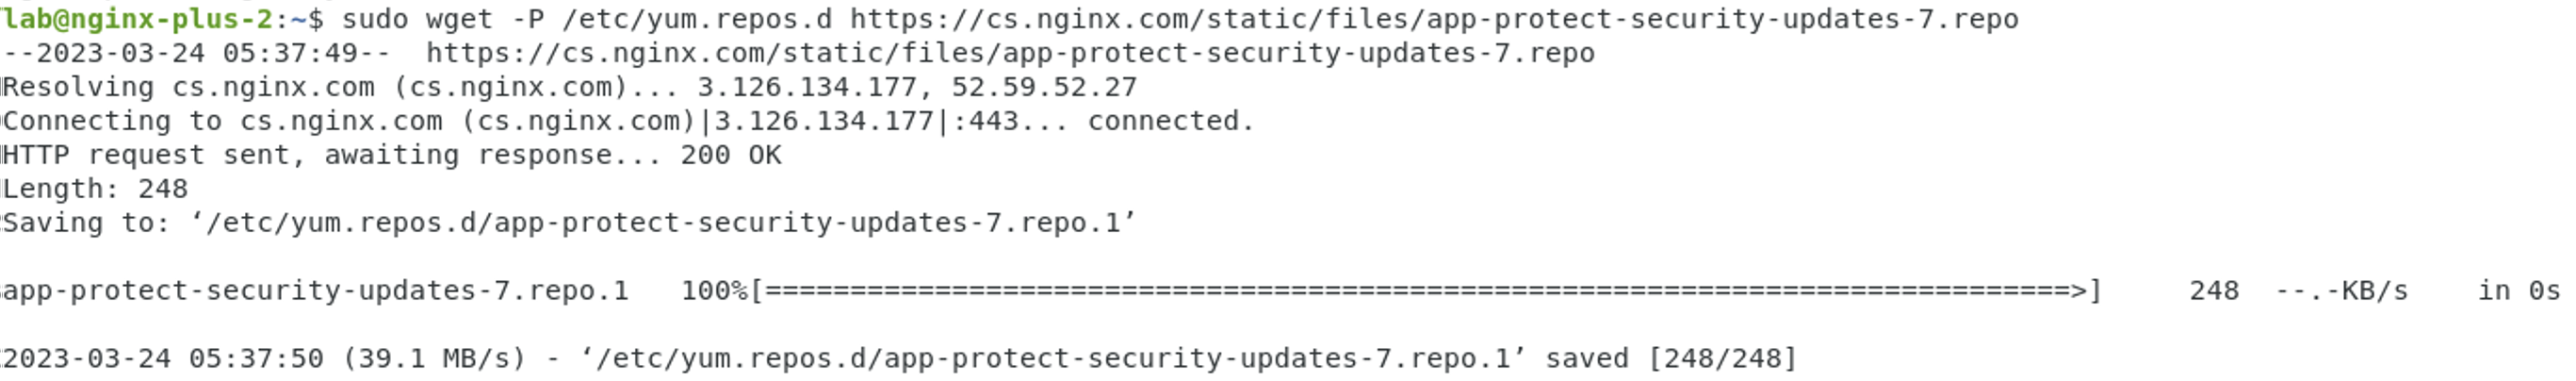 lab@nginx-plus-2:~$ sudo wget -P /etc/yum.repos.d https://cs.nginx.com/static/files/app-protect-security-updates-7.repo
--2023-03-24 05:37:49--  https://cs.nginx.com/static/files/app-protect-security-updates-7.repo
Resolving cs.nginx.com (cs.nginx.com)... 3.126.134.177, 52.59.52.27
Connecting to cs.nginx.com (cs.nginx.com)|3.126.134.177|:443... connected.
HTTP request sent, awaiting response... 200 OK
Length: 248
Saving to: ‘/etc/yum.repos.d/app-protect-security-updates-7.repo.1’
app-protect-security-updates-7.repo.1   100%[=============================================================================>]     248  --.-KB/s    in 0s
2023-03-24 05:37:50 (39.1 MB/s) - ‘/etc/yum.repos.d/app-protect-security-updates-7.repo.1’ saved [248/248]